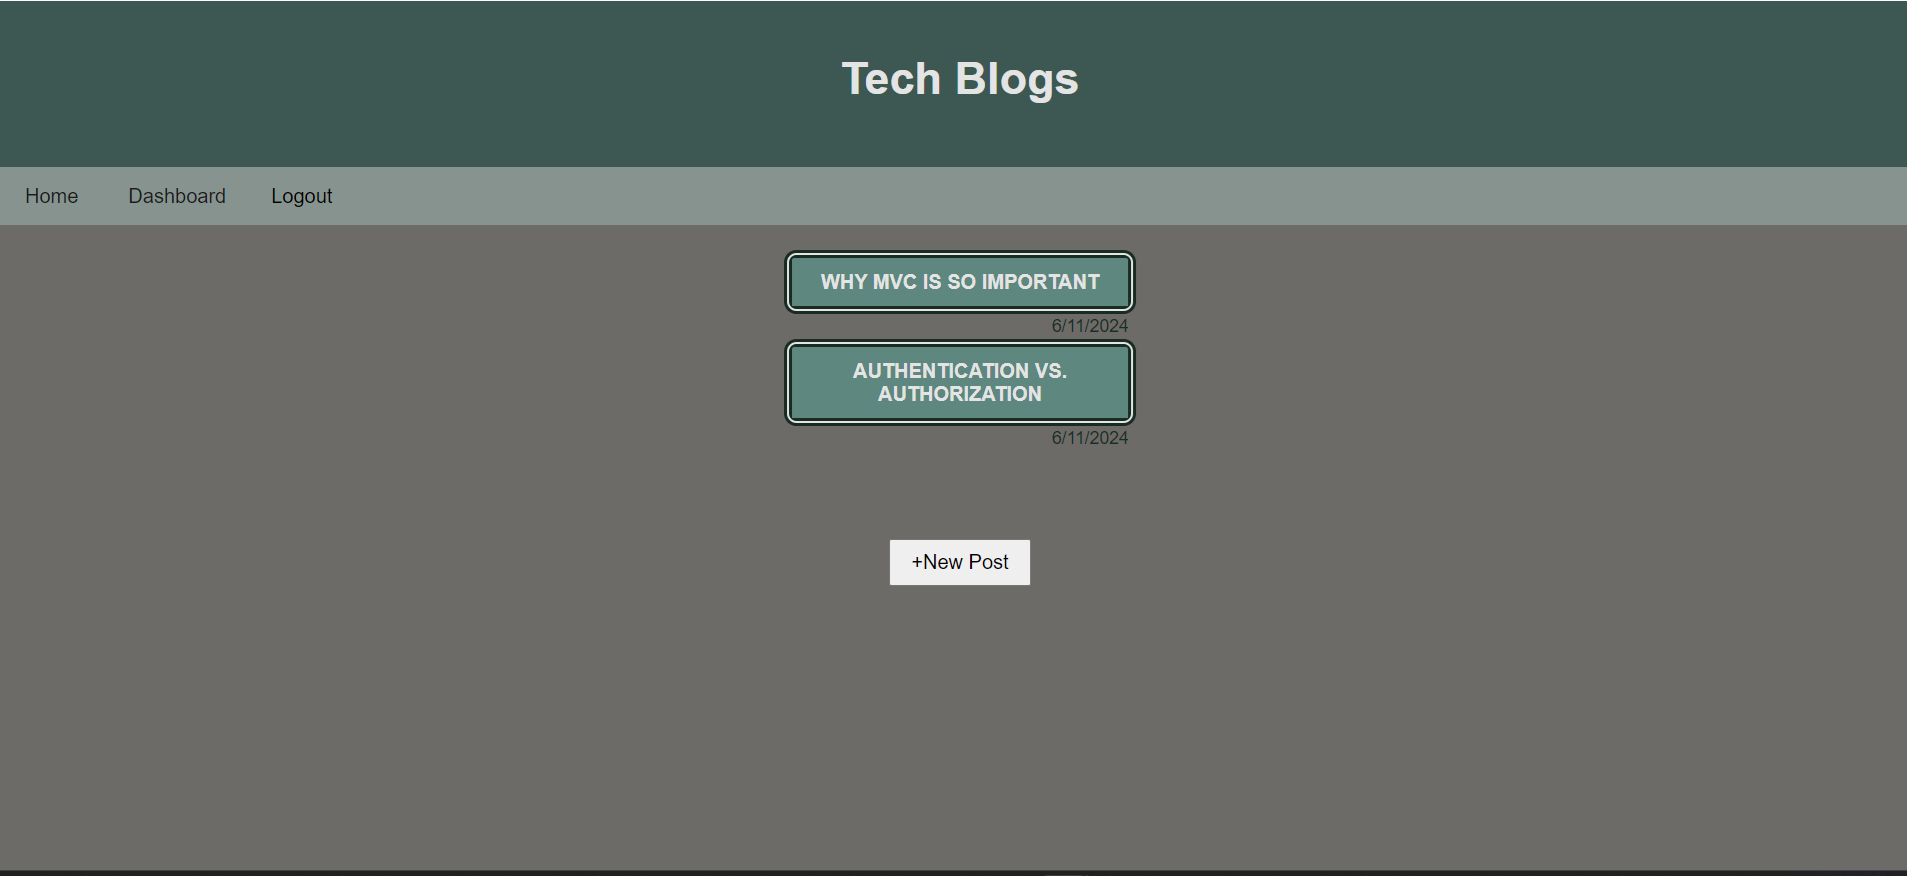 Tech Blogs
Home Dashboard Logout
WHY MVC IS SO IMPORTANT
6/11/2024
AUTHENTICATION VS.
AUTHORIZATION
6/11/2024
+New Post